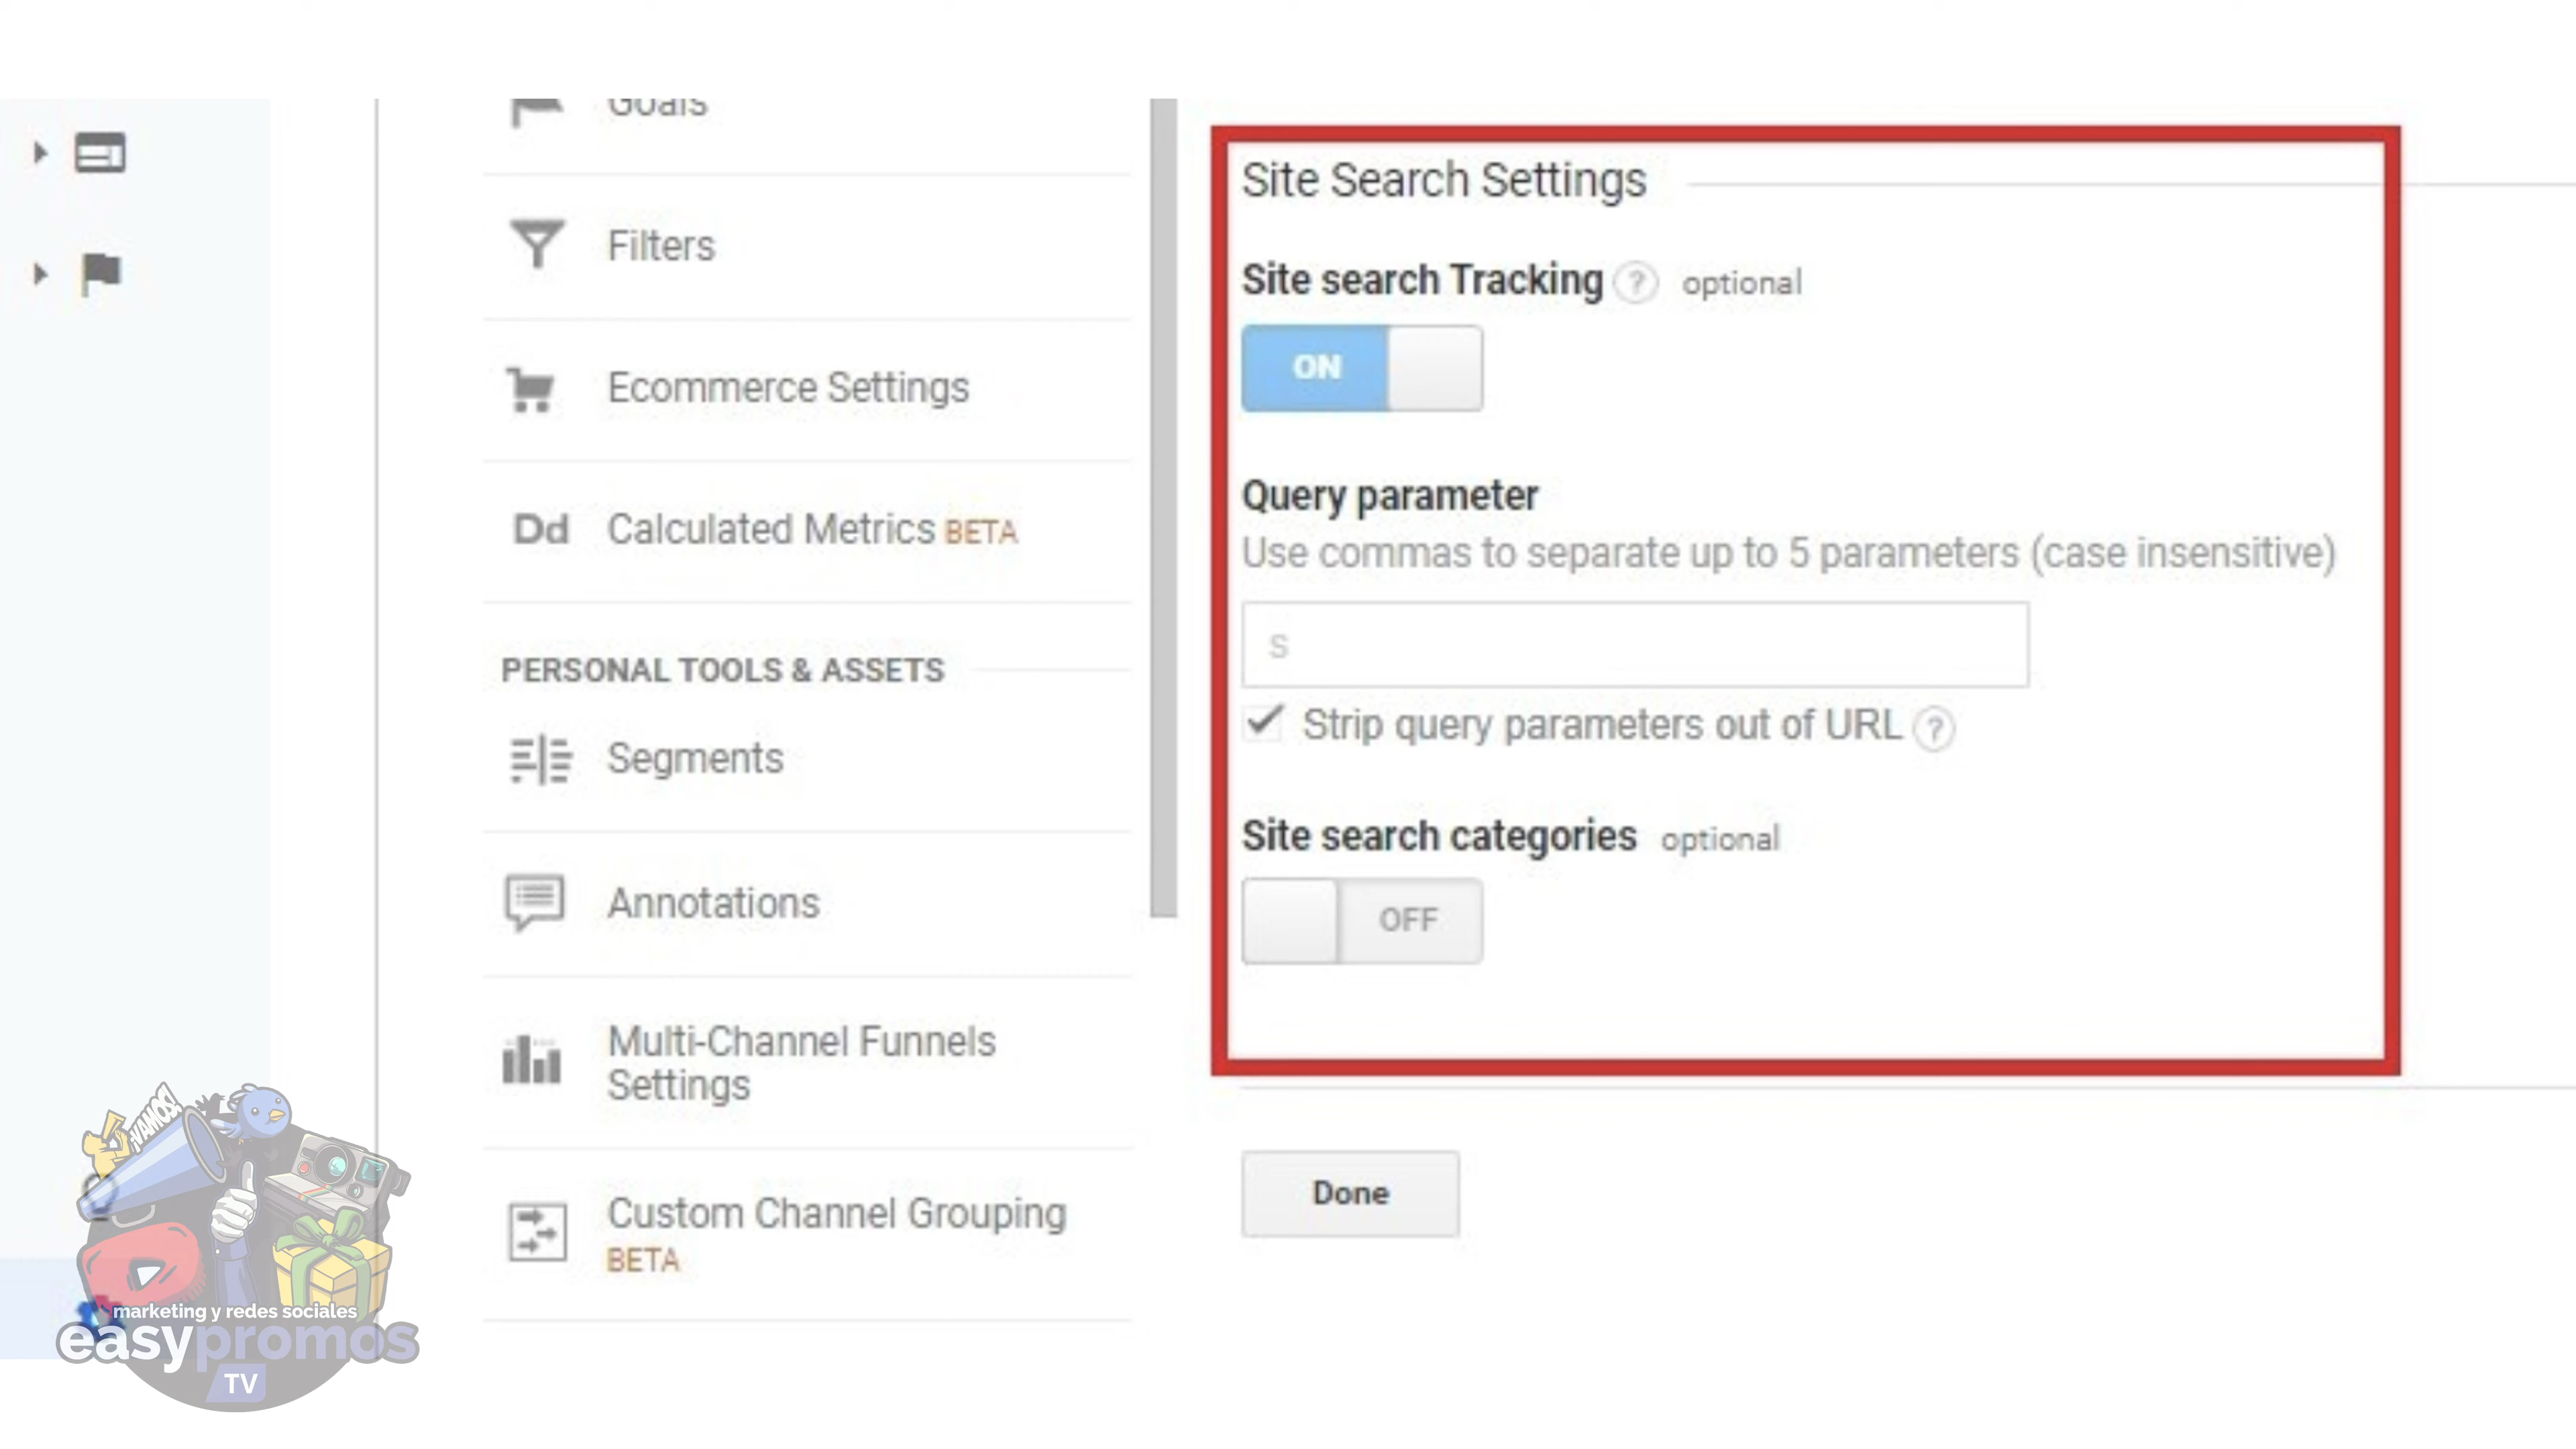 Goals
Filters
Ecommerce Settings
Dd Calculated Metrics BETA
PERSONAL TOOLS & ASSETS
Segments
Annotations
Multi-Channel Funnels
Settings
Custom Channel Grouping
BETA
Site Search Settings
Site search Tracking ? optional
ON
Query parameter
Use commas to separate up to 5 parameters (case insensitive)
s
Strip query parameters out of URL ?
Site search categories optional
OFF
Done
¡VAMOS!
marketing y redes sociales
easypromos
TV